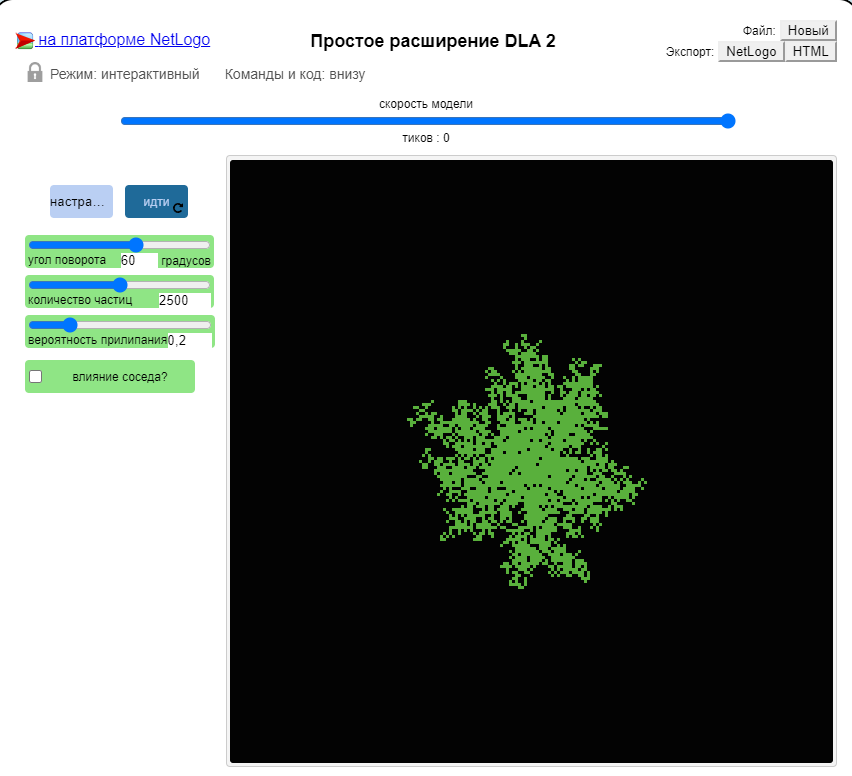 на платформе NetLogo
Простое расширение DLA 2
Файл: Новый
Экспорт: NetLogo HTML
Режим: интерактивный Команды и код: внизу
скорость модели
тиков : 0
настра... идти
угол поворота 60 градусов
количество частиц 2500
вероятность прилипания 0,2
влияние соседа?